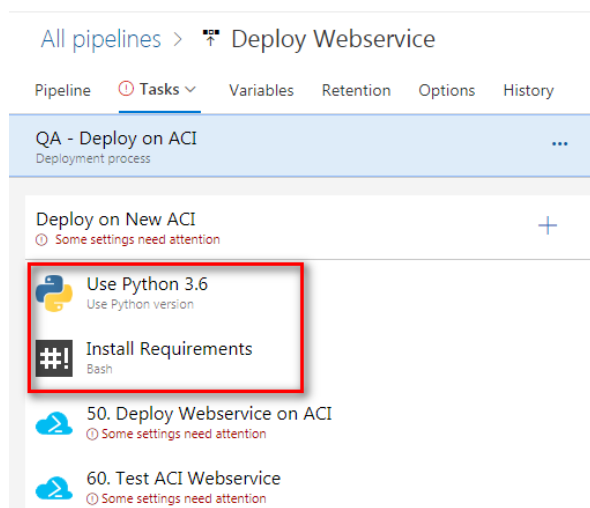 All pipelines > Deploy Webservice
Pipeline Tasks Variables Retention Options History
QA - Deploy on ACI
Deployment process
...
Deploy on New ACI
Some settings need attention
Use Python 3.6
Use Python version
#! Install Requirements
Bash
50. Deploy Webservice on ACI
Some settings need attention
60. Test ACI Webservice
Some settings need attention